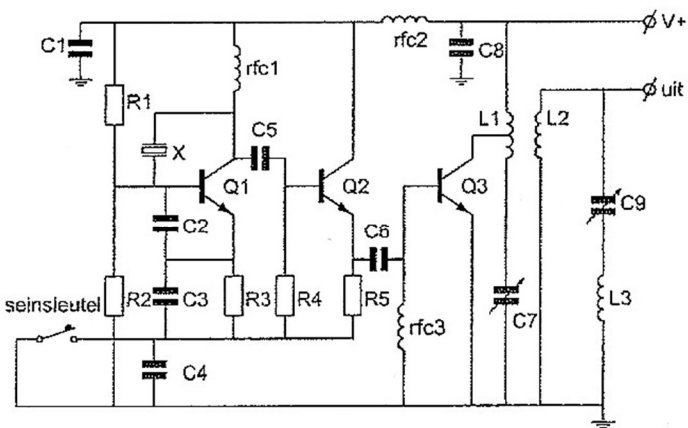 V+
C1
rfc2
C8
rfc1
uit
R1
L1
L2
C5
X
Q1
Q2
Q3
C9
C2
C6
R2
C3
R3
R4
R5
L3
seinsleutel
rfc3
C7
C4